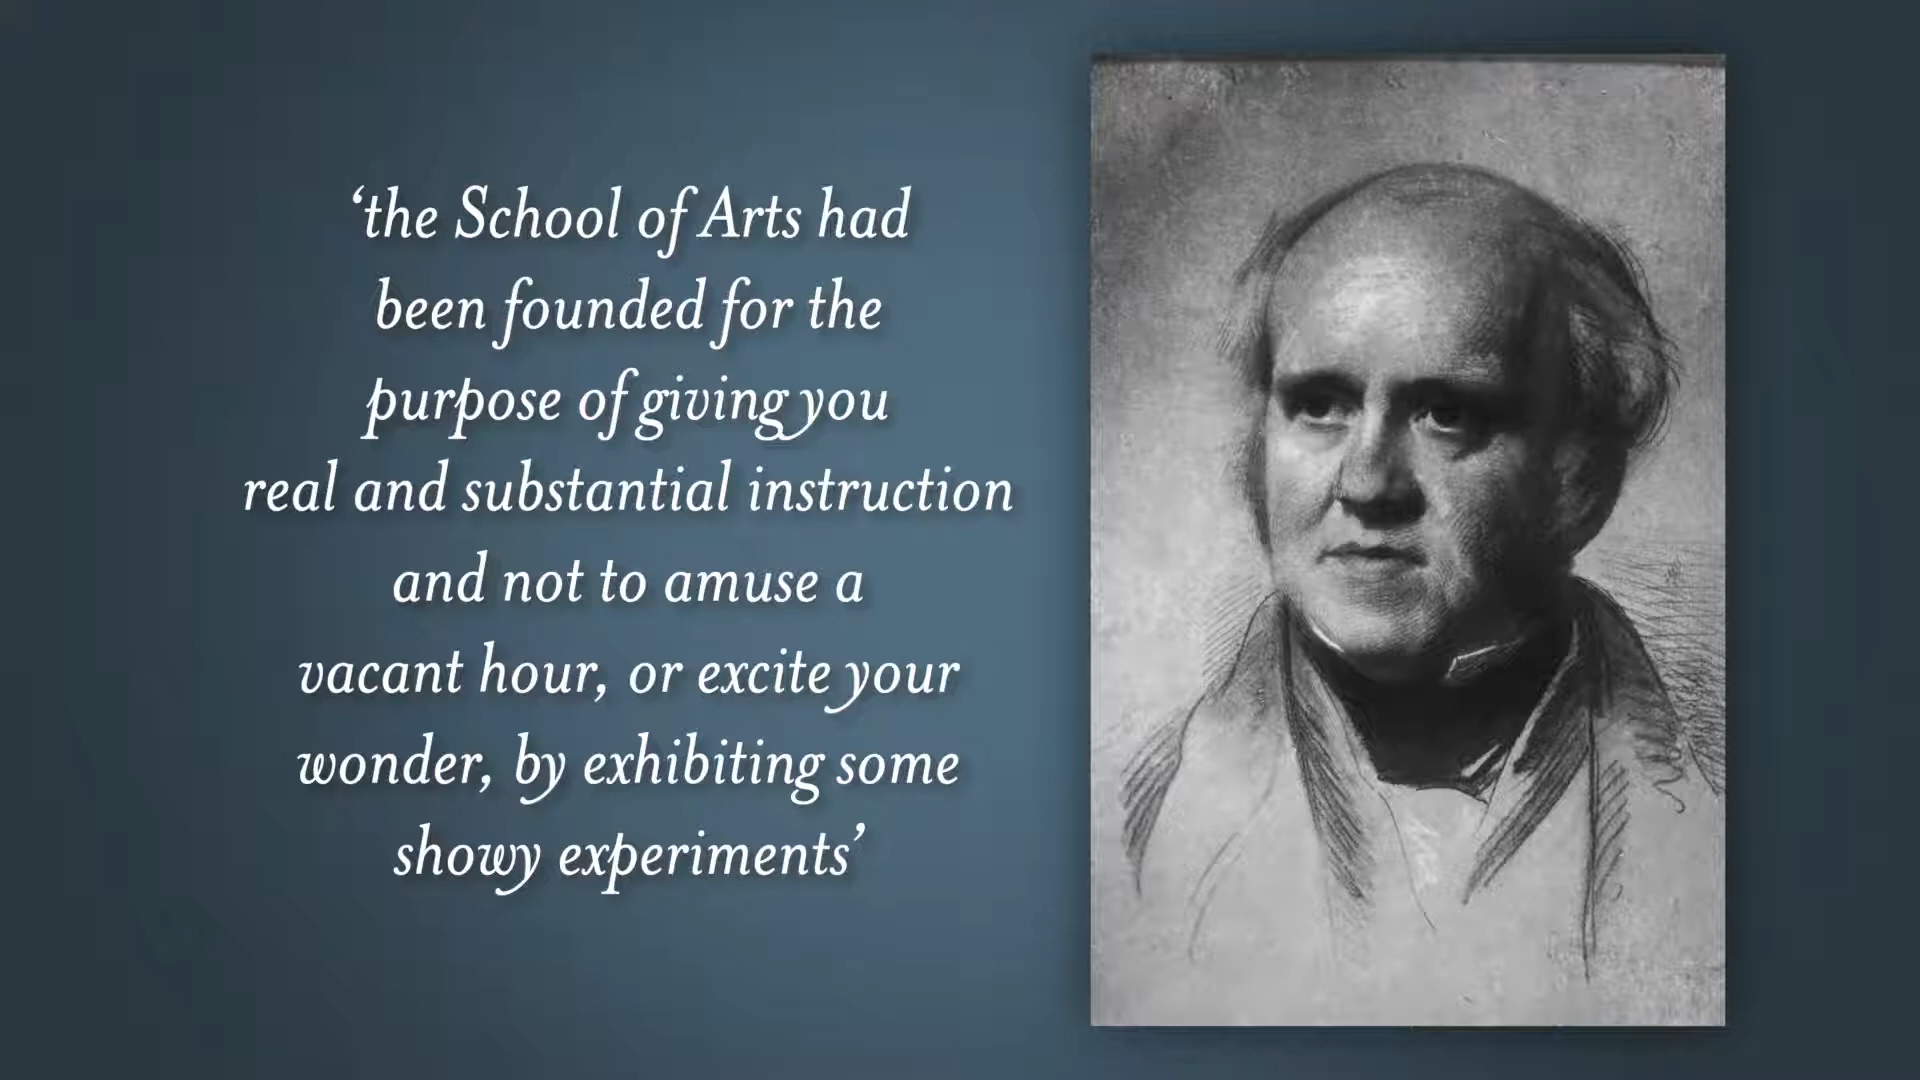 ‘the School of Arts had
been founded for the
purpose of giving you
real and substantial instruction
and not to amuse a
vacant hour, or excite your
wonder, by exhibiting some
showy experiments’